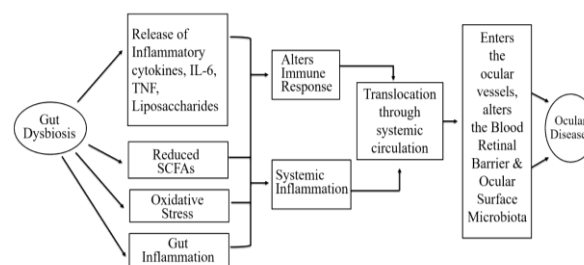 Gut
Dysbiosis
Release of
Inflammatory
cytokines, IL-6,
TNF,
Liposaccharides
Reduced
SCFAs
Oxidative
Stress
Gut
Inflammation
Alters
Immune
Response
Systemic
Inflammation
Translocation
through
systemic
circulation
Enters
the
ocular
vessels,
alters
the Blood
Retinal
Barrier &
Ocular
Surface
Microbiota
Ocular
Disease